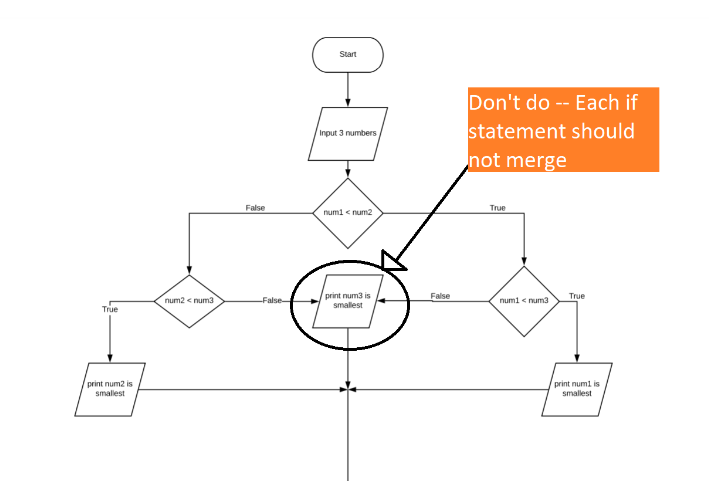 Start
Don't do -- Each if
statement should
not merge
Input 3 numbers
num1 < num2
False
True
num2 < num3
False
print num3 is
smallest
False
num1 < num3
True
True
print num2 is
smallest
print num1 is
smallest